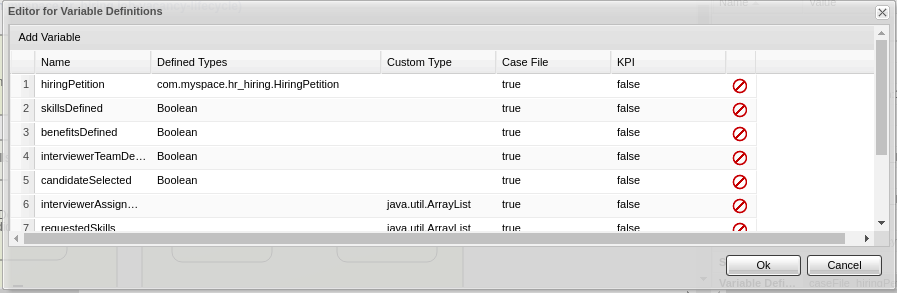 Editor for Variable Definitions
Add Variable
Name Defined Types Custom Type Case File KPI
1 hiringPetition com.myspace.hr_hiring.HiringPetition true false
2 skillsDefined Boolean true false
3 benefitsDefined Boolean true false
4 interviewerTeamDe... Boolean true false
5 candidateSelected Boolean true false
6 interviewerAssign... java.util.ArrayList true false
7 requestedSkills java.util.ArrayList true false
Ok Cancel
Variable Defi...